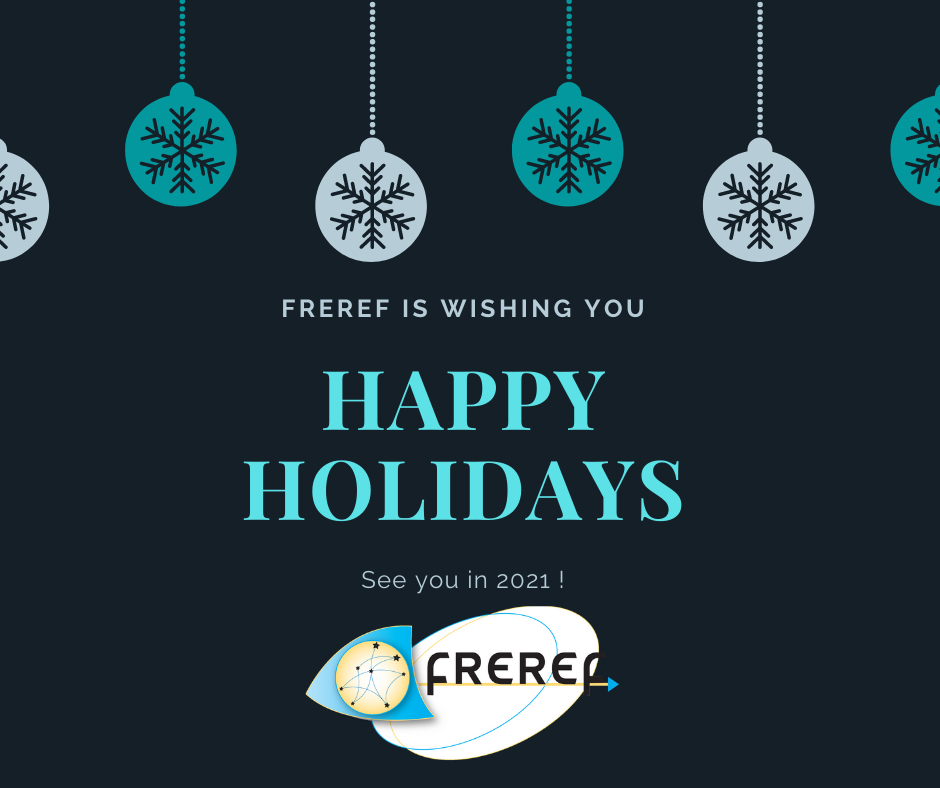 FREREF IS WISHING YOU
HAPPY
HOLIDAYS
See you in 2021 !
FREREF